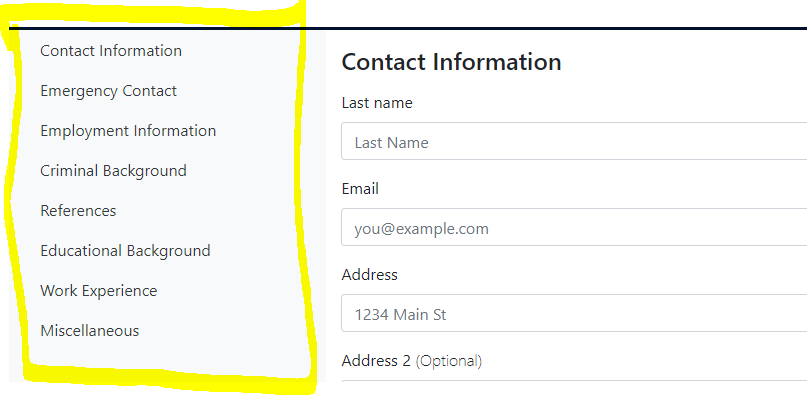 Contact Information
Emergency Contact
Employment Information
Criminal Background
References
Educational Background
Work Experience
Miscellaneous
Contact Information
Last name
Last Name
Email
you@example.com
Address
1234 Main St
Address 2 (Optional)